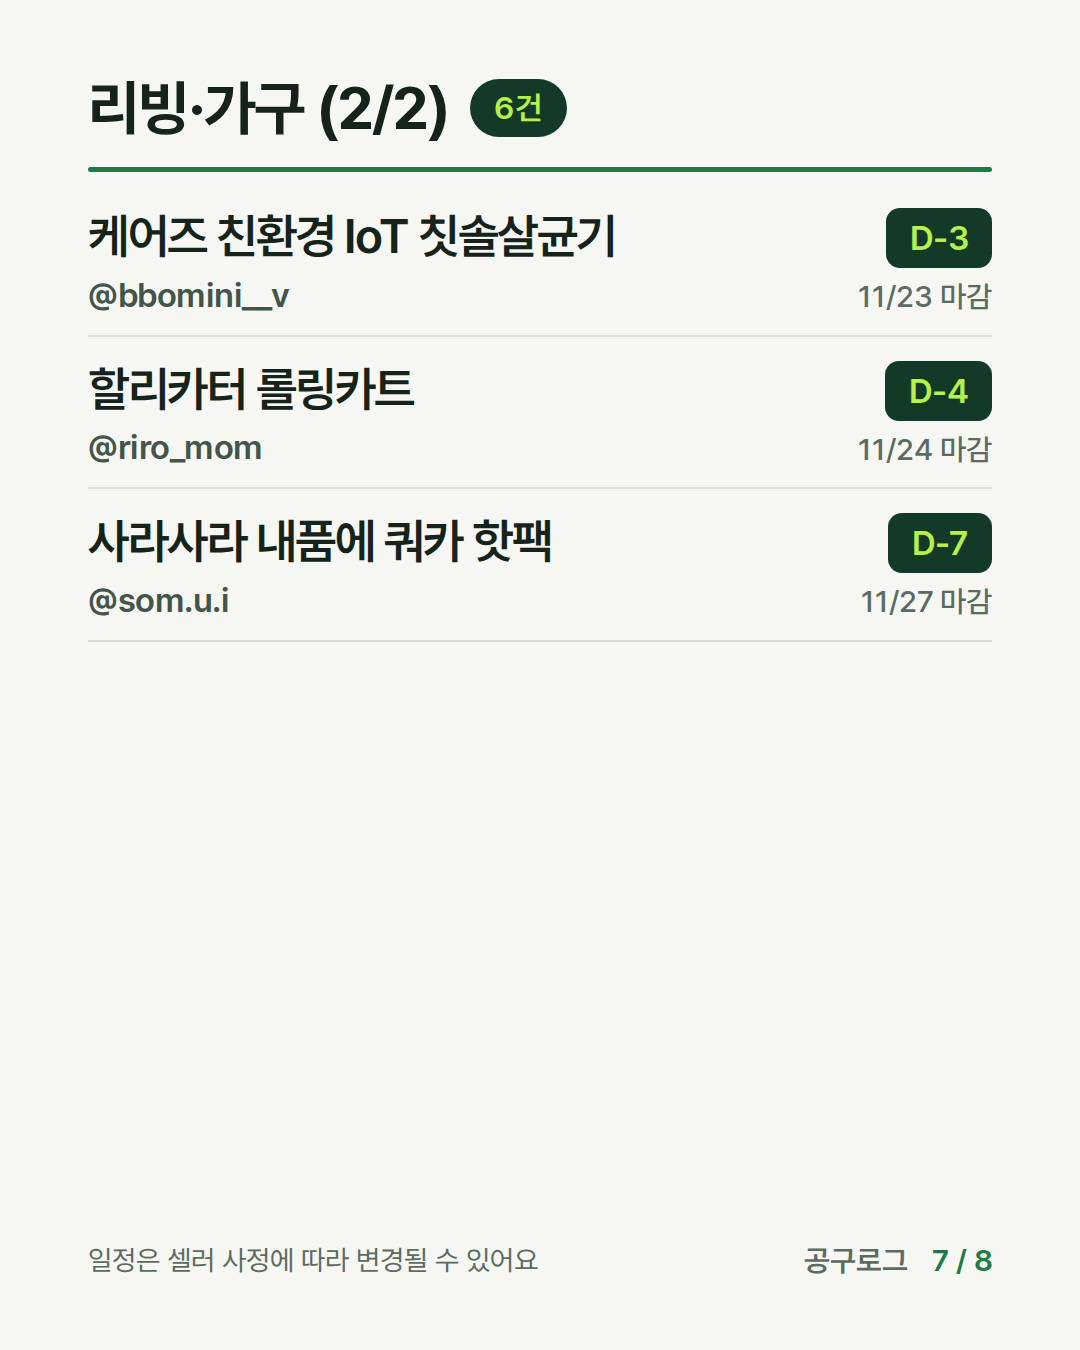 리빙·가구 (2/2) 6건
케어즈 친환경 IoT 칫솔살균기 D-3
@bbomini__v 11/23 마감
할리카터 롤링카트 D-4
@riro_mom 11/24 마감
사라사라 내품에 쿼카 핫팩 D-7
@som.u.i 11/27 마감
일정은 셀러 사정에 따라 변경될 수 있어요 공구로그 7 / 8